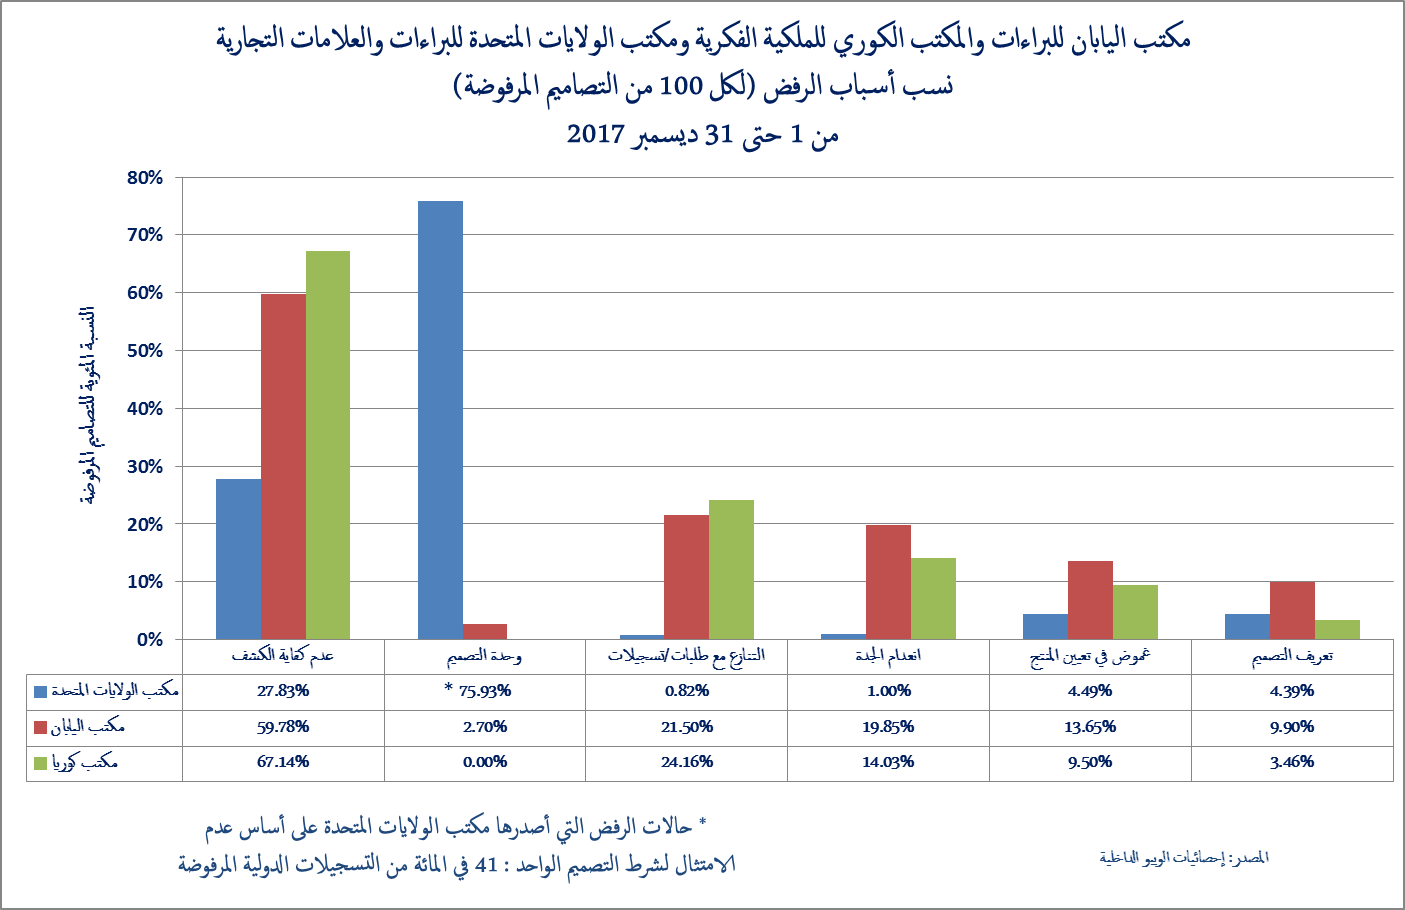 مكتب اليابان للبراءات والمكتب الكوري للملكية الفكرية ومكتب الولايات المتحدة للبراءات والعلامات التجارية
نسب أسباب الرفض (لكل 100 من التصاميم المرفوضة)
من 1 حتى 31 ديسمبر 2017
النسبة المئوية للتصاميم المرفوضة
80%
70%
60%
50%
40%
30%
20%
10%
0%
عدم كفاية الكشف
وحدة التصميم
التنازع مع طلبات/تسجيلات
انعدام الجدة
غموض في تعيين المنتج
تعريف التصميم
مكتب الولايات المتحدة 27.83% * 75.93% 0.82% 1.00% 4.49% 4.39%
مكتب اليابان 59.78% 2.70% 21.50% 19.85% 13.65% 9.90%
مكتب كوريا 67.14% 0.00% 24.16% 14.03% 9.50% 3.46%
* حالات الرفض التي أصدرها مكتب الولايات المتحدة على أساس عدم
الامتثال لشرط التصميم الواحد : 41 في المائة من التسجيلات الدولية المرفوضة
المصدر: إحصائيات الويبو الداخلية